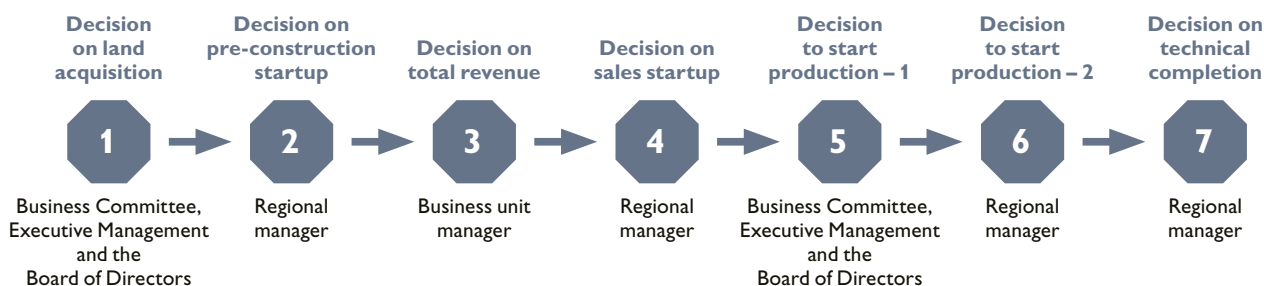 Decision
on land
acquisition
Decision on
pre-construction
startup
Decision on
total revenue
Decision on
sales startup
Decision
to start
production – 1
Decision
to start
production – 2
Decision on
technical
completion
1
2
3
4
5
6
7
Business Committee,
Executive Management
and the
Board of Directors
Regional
manager
Business unit
manager
Regional
manager
Business Committee,
Executive Management
and the
Board of Directors
Regional
manager
Regional
manager